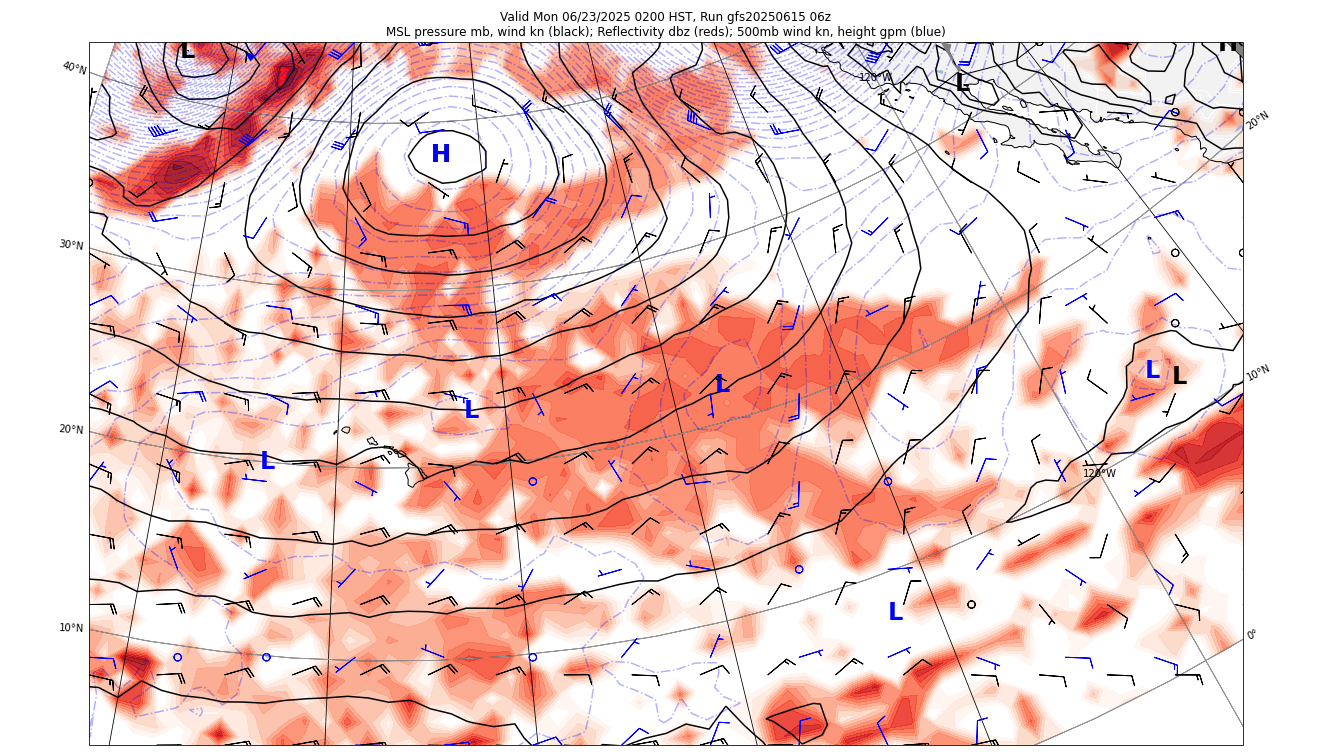 Valid Mon 06/23/2025 0200 HST, Run gfs20250615 06z
MSL pressure mb, wind kn (black); Reflectivity dbz (reds); 500mb wind kn, height gpm (blue)
L
H
40°N
120°W
L
20°N
H
30°N
10°N
L
L
L
L
20°N
L
120°W
L
10°N
0°